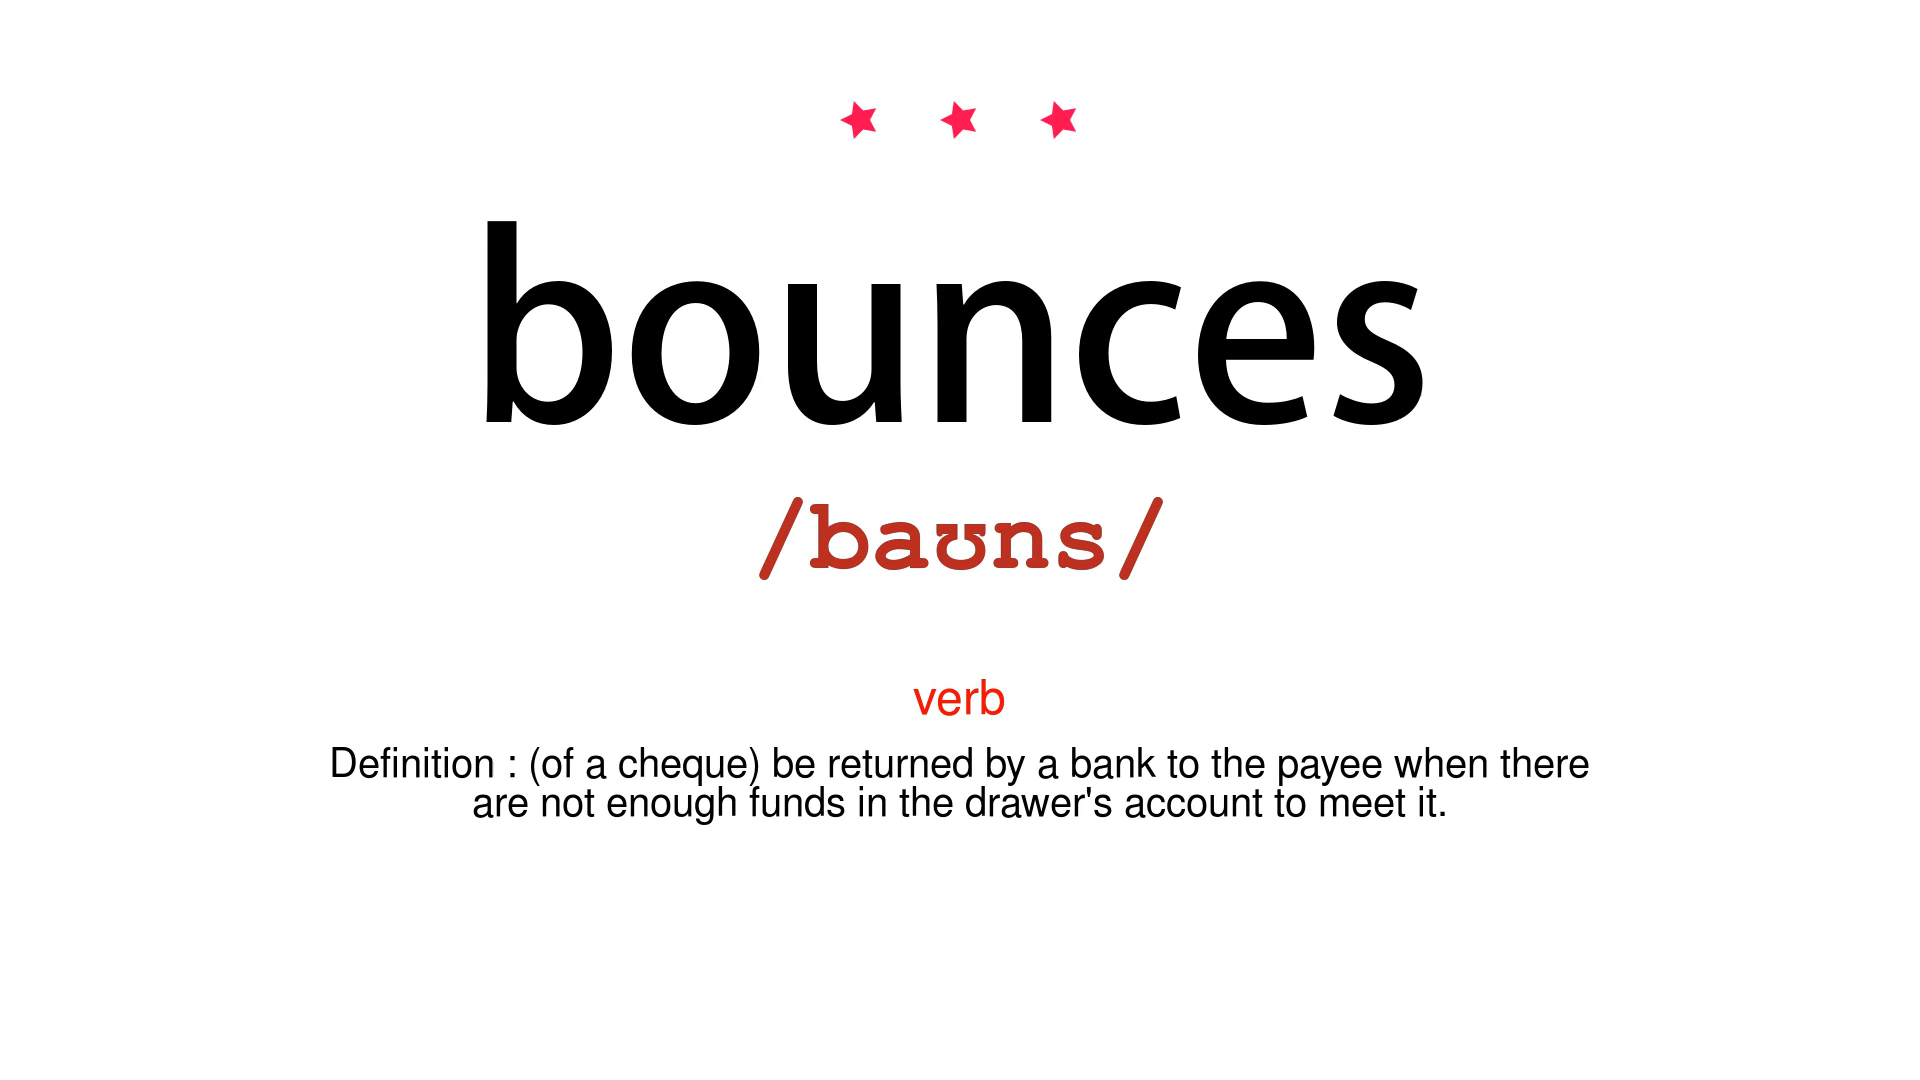 bounces
/baʊns/
verb
Definition : (of a cheque) be returned by a bank to the payee when there
are not enough funds in the drawer's account to meet it.